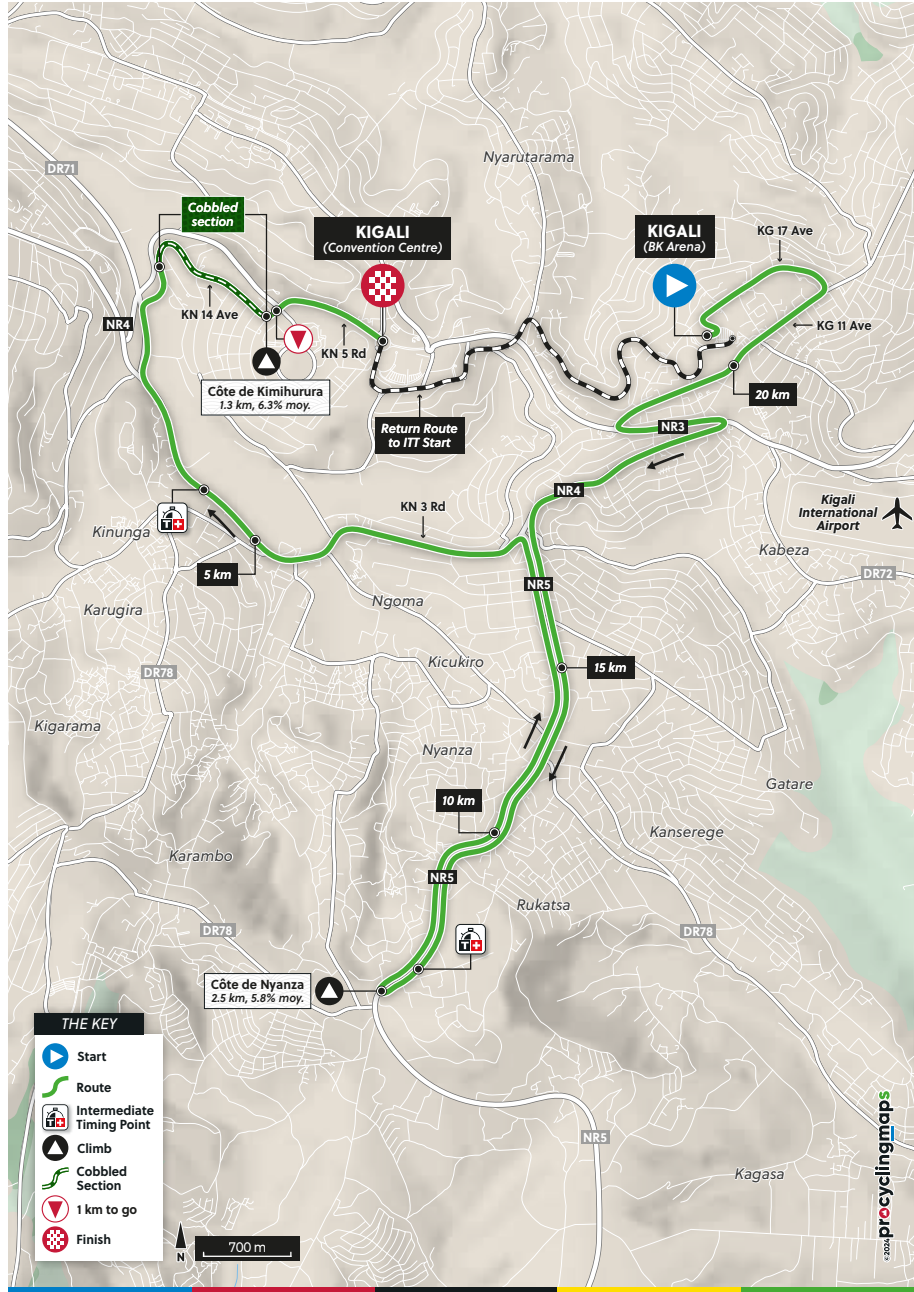 Nyarutarama
DR71
Cobbled
section
KIGALI
(Convention Centre)
KIGALI
(BK Arena)
KG 17 Ave
KN 14 Ave
NR4
KN 5 Rd
KG 11 Ave
Côte de Kimihurura
1.3 km, 6.3% moy.
20 km
Return Route
to ITT Start
NR3
NR4
Kigali
International
Airport
KN 3 Rd
T
Kinunga
Kabeza
5 km
DR72
NR5
Karugira
Ngoma
Kicukiro
15 km
DR78
Kigarama
Nyanza
Gatare
10 km
Kanserege
Karambo
NR5
Rukatsa
DR78
DR78
T
Côte de Nyanza
2.5 km, 5.8% moy.
THE KEY
Start
Route
T
Intermediate
Timing Point
Climb
Cobbled
Section
1 km to go
Finish
NR5
Kagasa
N
700 m
©2024 procyclingmaps